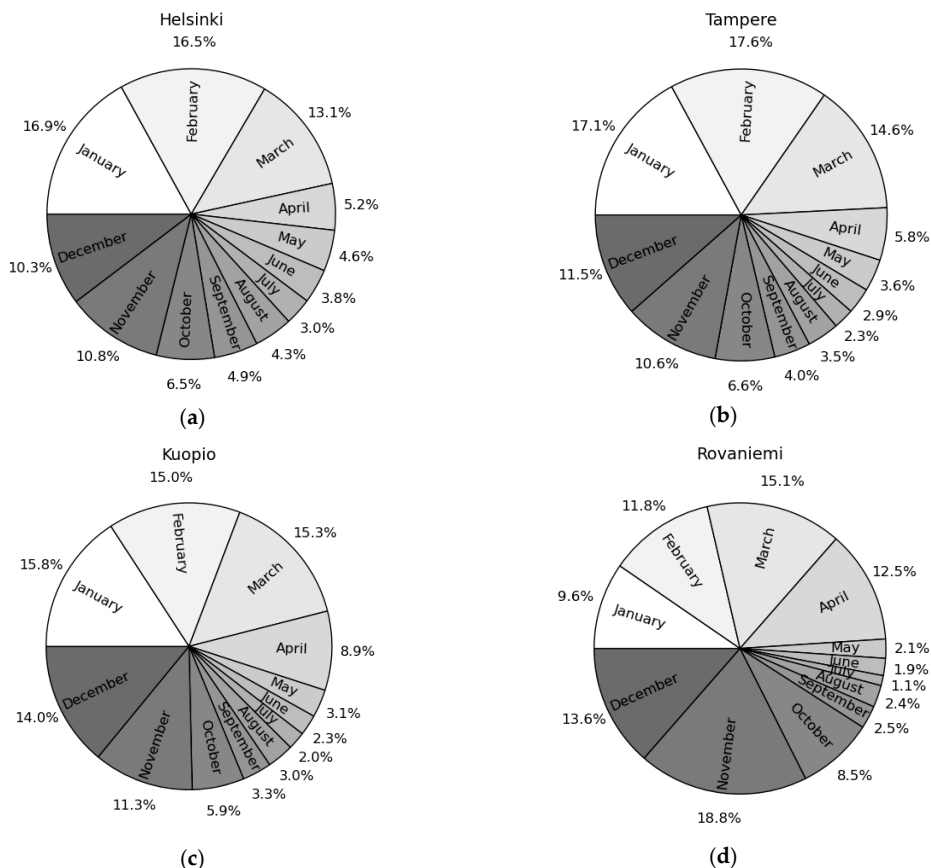 Helsinki
16.5%
February
16.9%
January
13.1%
March
5.2%
April
4.6%
May
3.8%
June
3.0%
July
4.3%
August
4.9%
September
6.5%
October
10.8%
November
10.3%
December
(a)
Tampere
17.6%
February
17.1%
January
14.6%
March
5.8%
April
3.6%
May
2.9%
June
2.3%
July
3.5%
August
4.0%
September
6.6%
October
10.6%
November
11.5%
December
(b)
Kuopio
15.0%
February
15.8%
January
15.3%
March
8.9%
April
3.1%
May
2.3%
June
2.0%
July
3.0%
August
3.3%
September
5.9%
October
11.3%
November
14.0%
December
(c)
Rovaniemi
15.1%
March
11.8%
February
9.6%
January
12.5%
April
2.1%
May
1.9%
June
1.1%
July
2.4%
August
2.5%
September
8.5%
October
18.8%
November
13.6%
December
(d)